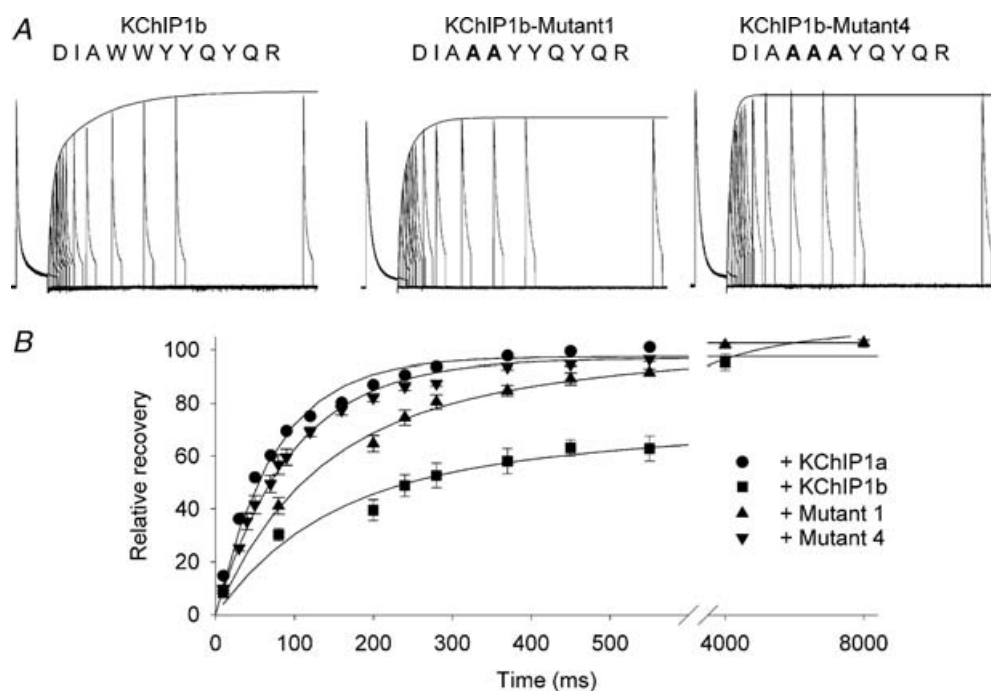 A
KChIP1b
DIAWWYYQYQR
KChIP1b-Mutant1
DIAAAYYQYQR
KChIP1b-Mutant4
DIAAAAYQYQR
B
Relative recovery
100
80
60
40
20
0
+ KChIP1a
+ KChIP1b
+ Mutant 1
+ Mutant 4
0 100 200 300 400 500 4000 8000
Time (ms)